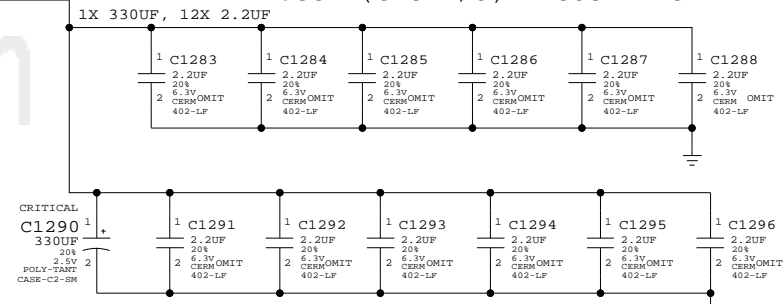 1X 330UF, 12X 2.2UF
1 C1283
2.2UF
20%
6.3V
2 CERM OMIT
402-LF
1 C1284
2.2UF
20%
6.3V
2 CERM OMIT
402-LF
1 C1285
2.2UF
20%
6.3V
2 CERM OMIT
402-LF
1 C1286
2.2UF
20%
6.3V
2 CERM OMIT
402-LF
1 C1287
2.2UF
20%
6.3V
2 CERM OMIT
402-LF
1 C1288
2.2UF
20%
6.3V
2 CERM OMIT
402-LF
CRITICAL
C1290 1
+
330UF
20%
2.5V 2
POLY-TANT
CASE-C2-SM
1 C1291
2.2UF
20%
6.3V
2 CERM OMIT
402-LF
1 C1292
2.2UF
20%
6.3V
2 CERM OMIT
402-LF
1 C1293
2.2UF
20%
6.3V
2 CERM OMIT
402-LF
1 C1294
2.2UF
20%
6.3V
2 CERM OMIT
402-LF
1 C1295
2.2UF
20%
6.3V
2 CERM OMIT
402-LF
1 C1296
2.2UF
20%
6.3V
2 CERM OMIT
402-LF